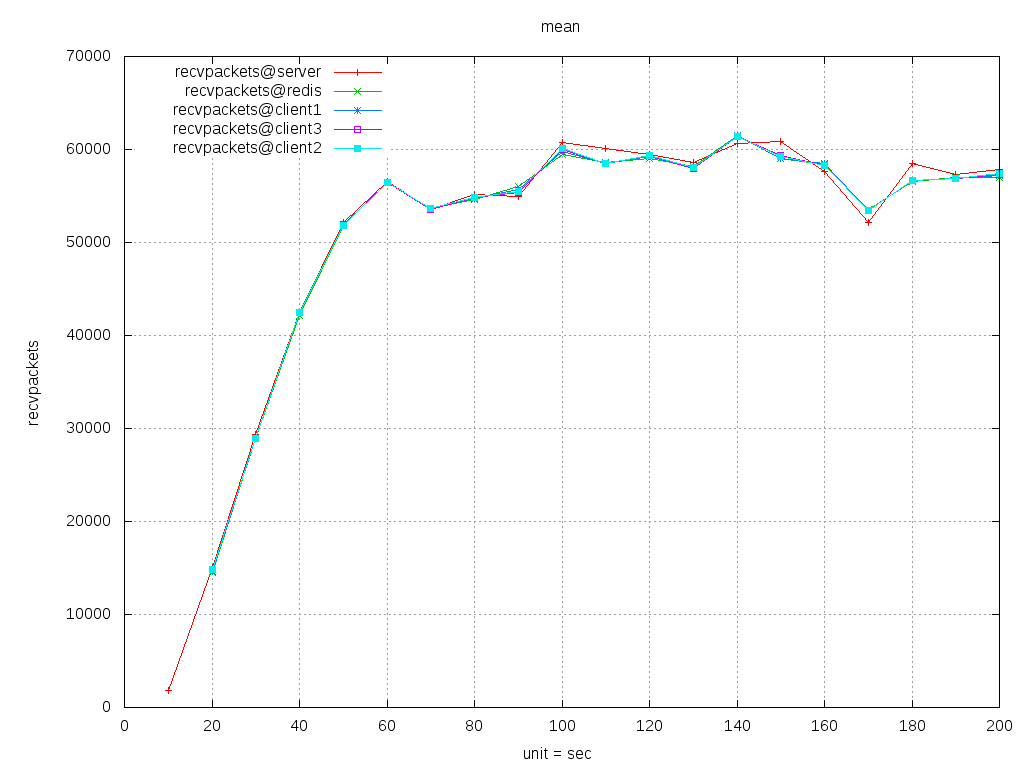 mean
70000
60000
50000
40000
30000
20000
10000
0
recvpackets@server
recvpackets@redis
recvpackets@client1
recvpackets@client3
recvpackets@client2
recvpackets
0 20 40 60 80 100 120 140 160 180 200
unit = sec